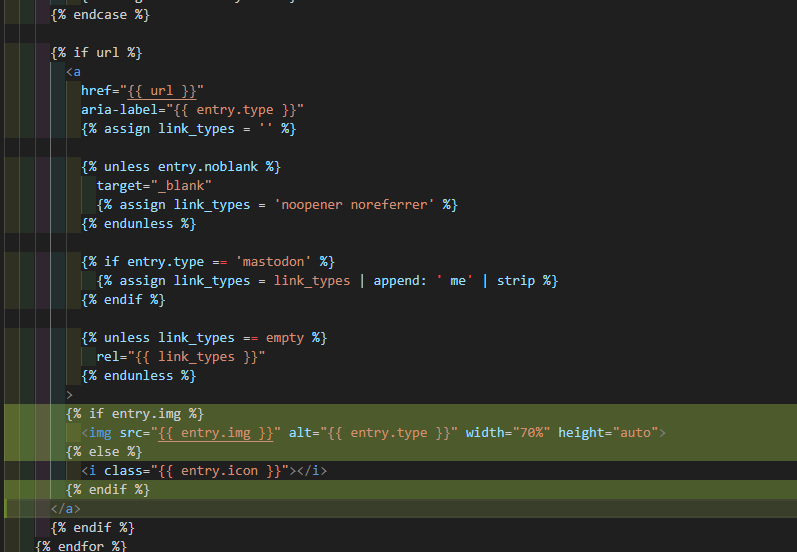 {% endcase %}
{% if url %}
<a
href="{{ url }}"
aria-label="{{ entry.type }}"
{% assign link_types = '' %}
{% unless entry.noblank %}
target="_blank"
{% assign link_types = 'noopener noreferrer' %}
{% endunless %}
{% if entry.type == 'mastodon' %}
{% assign link_types = link_types | append: ' me' | strip %}
{% endif %}
{% unless link_types == empty %}
rel="{{ link_types }}"
{% endunless %}
>
{% if entry.img %}
<img src="{{ entry.img }}" alt="{{ entry.type }}" width="70%" height="auto">
{% else %}
<i class="{{ entry.icon }}"></i>
{% endif %}
</a>
{% endif %}
{% endfor %}